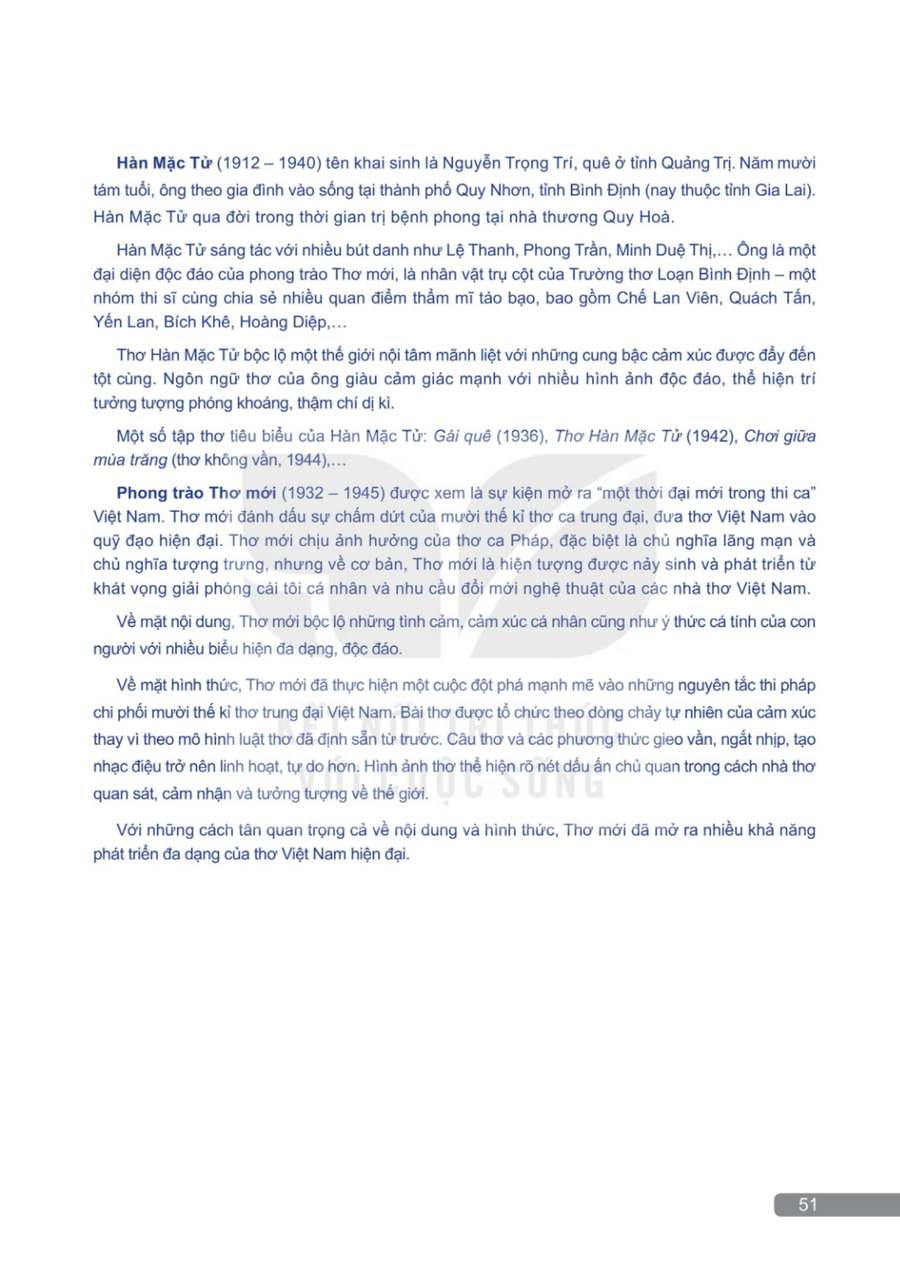 Hàn Mặc Tử (1912 – 1940) tên khai sinh là Nguyễn Trọng Trí, quê ở tỉnh Quảng Trị. Năm mười
tám tuổi, ông theo gia đình vào sống tại thành phố Quy Nhơn, tỉnh Bình Định (nay thuộc tỉnh Gia Lai).
Hàn Mặc Tử qua đời trong thời gian trị bệnh phong tại nhà thương Quy Hoà.
Hàn Mặc Tử sáng tác với nhiều bút danh như Lệ Thanh, Phong Trần, Minh Duệ Thị,... Ông là một
đại diện độc đáo của phong trào Thơ mới, là nhân vật trụ cột của Trường thơ Loạn Bình Định – một
nhóm thi sĩ cùng chia sẻ nhiều quan điểm thẩm mĩ táo bạo, bao gồm Chế Lan Viên, Quách Tấn,
Yến Lan, Bích Khê, Hoàng Diệp,...
Thơ Hàn Mặc Tử bộc lộ một thế giới nội tâm mãnh liệt với những cung bậc cảm xúc được đẩy đến
tột cùng. Ngôn ngữ thơ của ông giàu cảm giác mạnh với nhiều hình ảnh độc đáo, thể hiện trí
tưởng tượng phóng khoáng, thậm chí dị kì.
Một số tập thơ tiêu biểu của Hàn Mặc Tử: Gái quê (1936), Thơ Hàn Mặc Tử (1942), Chơi giữa
mùa trăng (thơ không vần, 1944),...
Phong trào Thơ mới (1932 – 1945) được xem là sự kiện mở ra “một thời đại mới trong thi ca”
Việt Nam. Thơ mới đánh dấu sự chấm dứt của mười thế kỉ thơ ca trung đại, đưa thơ Việt Nam vào
quỹ đạo hiện đại. Thơ mới chịu ảnh hưởng của thơ ca Pháp, đặc biệt là chủ nghĩa lãng mạn và
chủ nghĩa tượng trưng, nhưng về cơ bản, Thơ mới là hiện tượng được nảy sinh và phát triển từ
khát vọng giải phóng cái tôi cá nhân và nhu cầu đổi mới nghệ thuật của các nhà thơ Việt Nam.
Về mặt nội dung, Thơ mới bộc lộ những tình cảm, cảm xúc cá nhân cũng như ý thức cá tính của con
người với nhiều biểu hiện đa dạng, độc đáo.
Về mặt hình thức, Thơ mới đã thực hiện một cuộc đột phá mạnh mẽ vào những nguyên tắc thi pháp
chi phối mười thế kỉ thơ trung đại Việt Nam. Bài thơ được tổ chức theo dòng chảy tự nhiên của cảm xúc
thay vì theo mô hình luật thơ đã định sẵn từ trước. Câu thơ và các phương thức gieo vần, ngắt nhịp, tạo
nhạc điệu trở nên linh hoạt, tự do hơn. Hình ảnh thơ thể hiện rõ nét dấu ấn chủ quan trong cách nhà thơ
quan sát, cảm nhận và tưởng tượng về thế giới.
KẾT NỐI TRI THỨC
VỚI CUỘC SỐNG
Với những cách tân quan trọng cả về nội dung và hình thức, Thơ mới đã mở ra nhiều khả năng
phát triển đa dạng của thơ Việt Nam hiện đại.
51